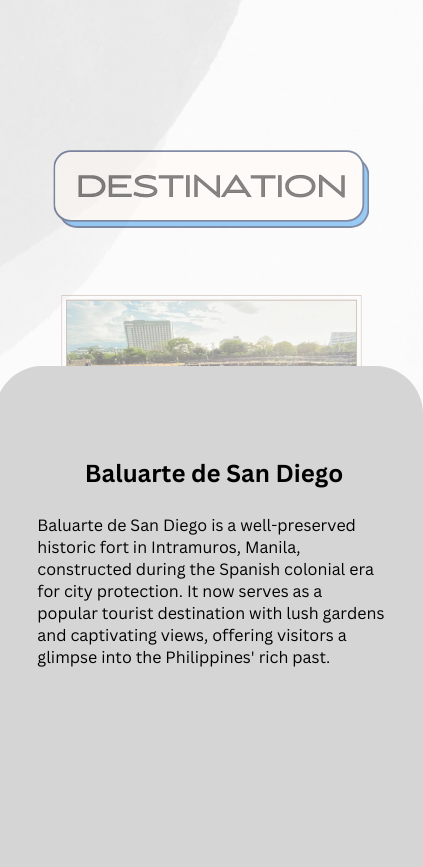 DESTINATION
Baluarte de San Diego
Baluarte de San Diego is a well-preserved
historic fort in Intramuros, Manila,
constructed during the Spanish colonial era
for city protection. It now serves as a
popular tourist destination with lush gardens
and captivating views, offering visitors a
glimpse into the Philippines' rich past.